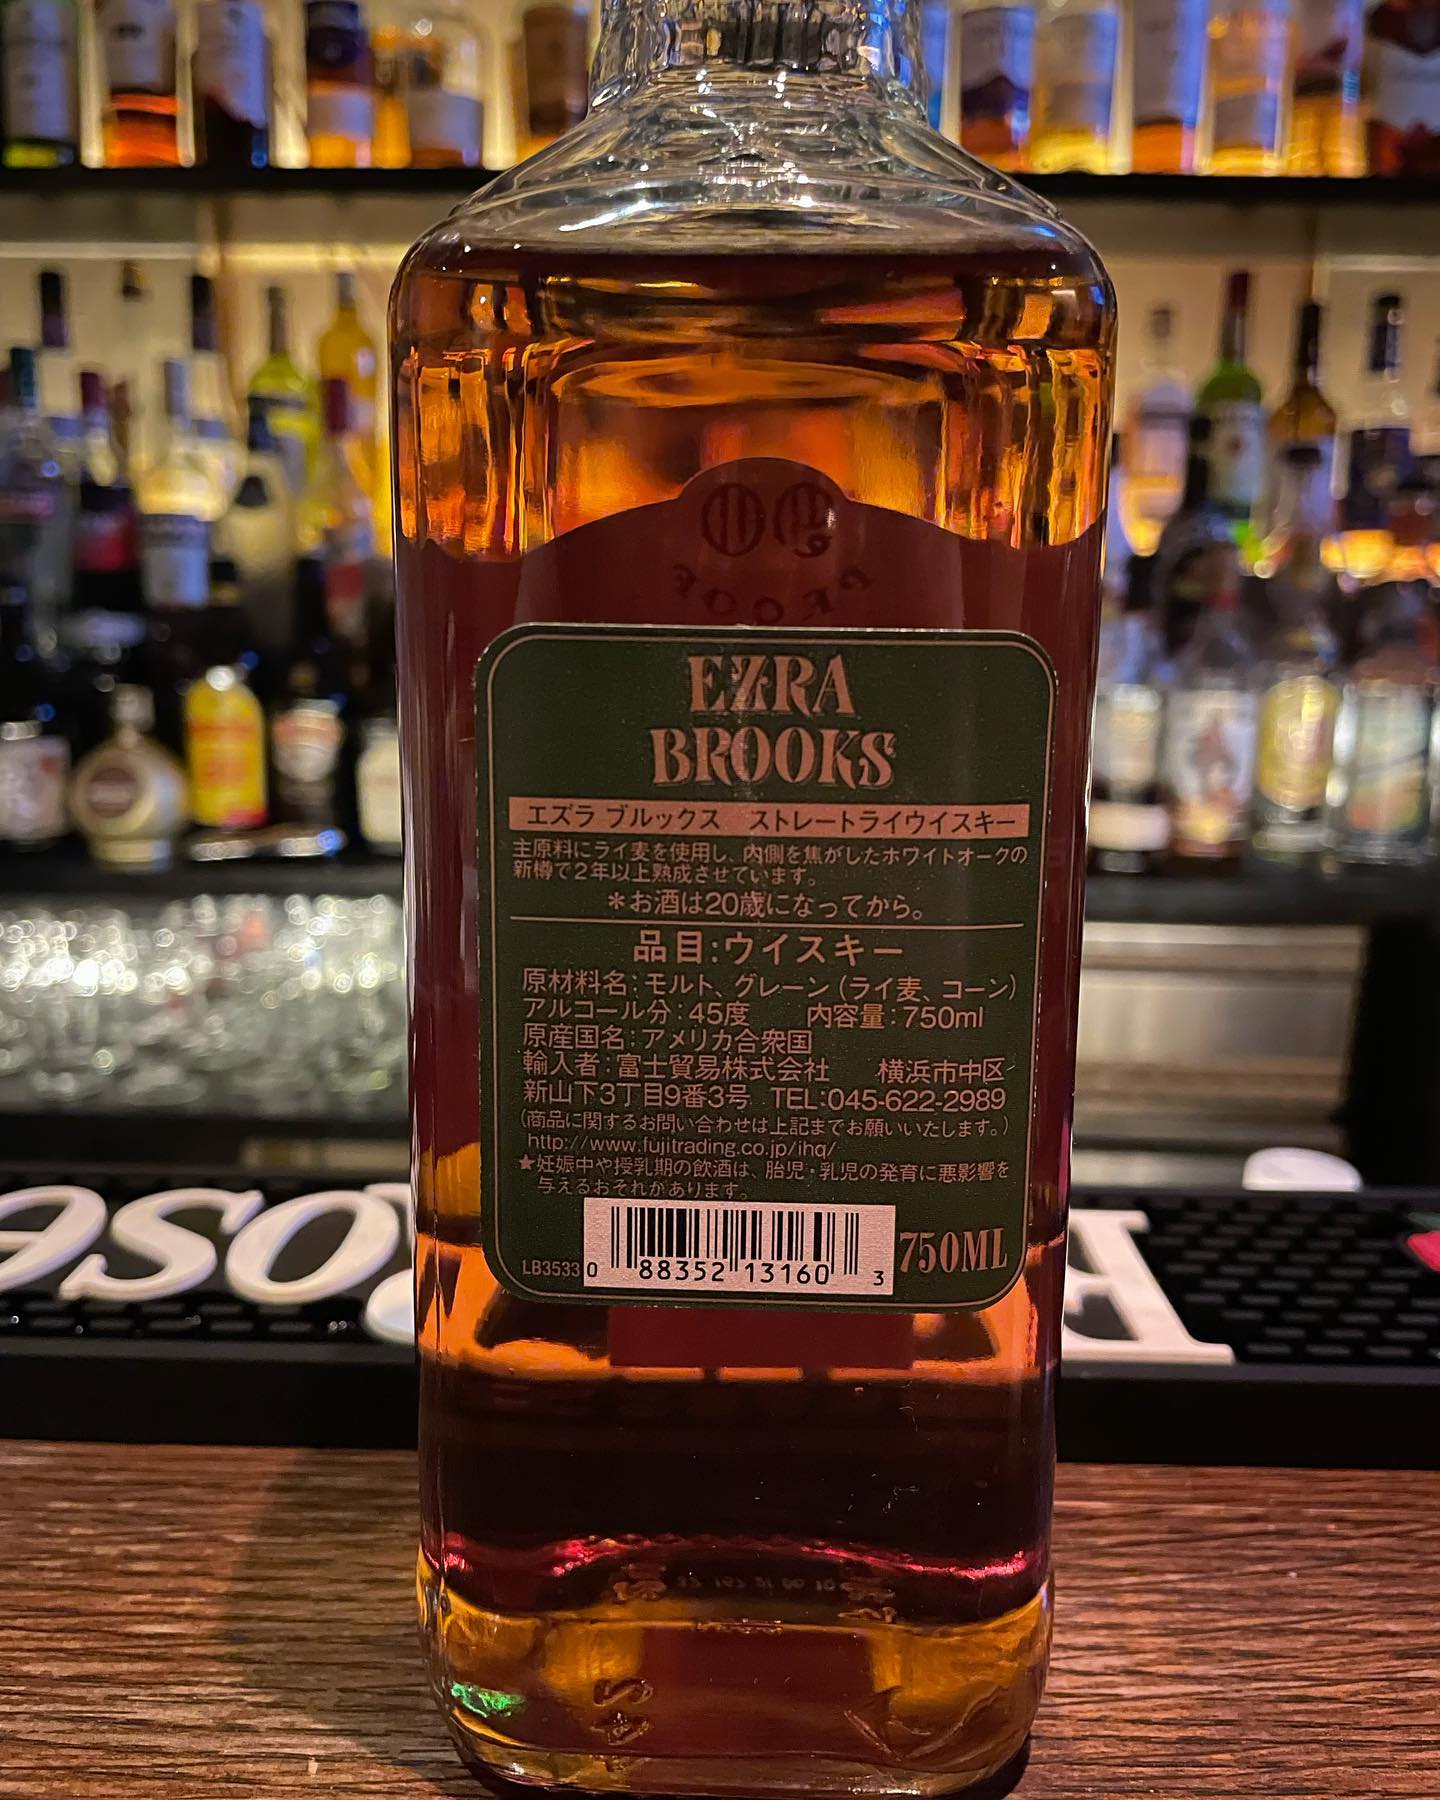 EZRA
BROOKS
エズラ ブルックス ストレートライウイスキー
主原料にライ麦を使用し、内側を焦がしたホワイトオークの
新樽で2年以上熟成させています。
＊お酒は20歳になってから。
品目:ウイスキー
原材料名:モルト、グレーン(ライ麦、コーン)
アルコール分:45度 内容量:750ml
原産国名:アメリカ合衆国
輸入者:富士貿易株式会社 横浜市中区
新山下3丁目9番3号 TEL:045-622-2989
(商品に関するお問い合わせは上記までお願いいたします。)
http://www.fujitrading.co.jp/ihq/
★妊娠中や授乳期の飲酒は、胎児・乳児の発育に悪影響を
与えるおそれがあります。
LB3533 0 88352 13160 3 750ML